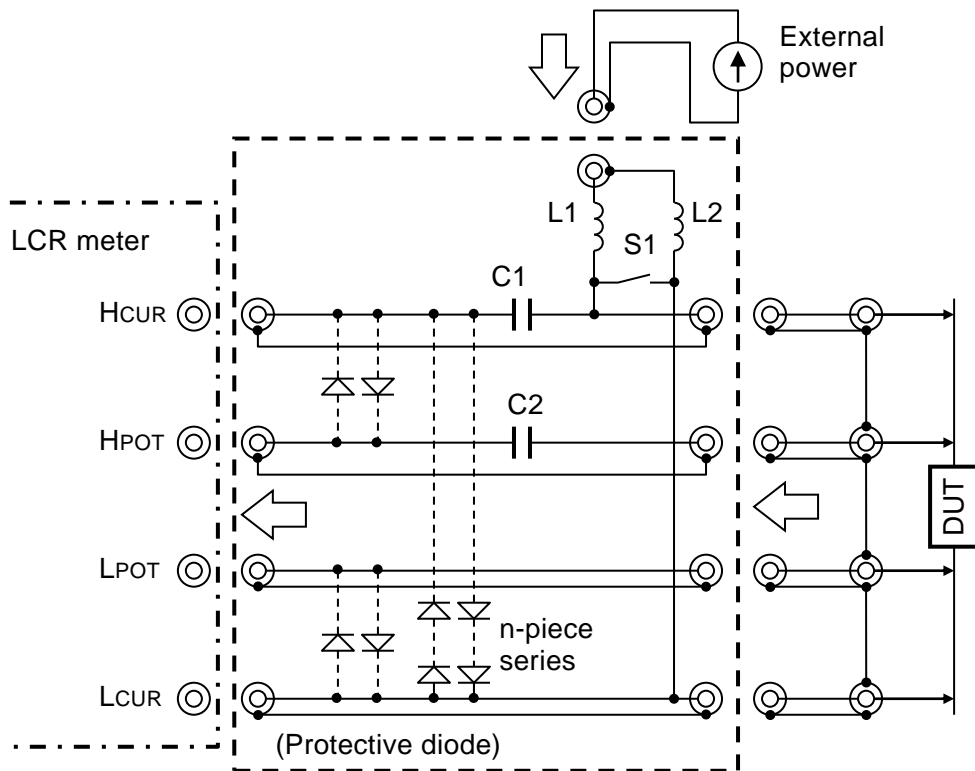 External
power
LCR meter
L1
L2
S1
C1
HCUR
C2
HPOT
DUT
LPOT
n-piece
series
LCUR
(Protective diode)